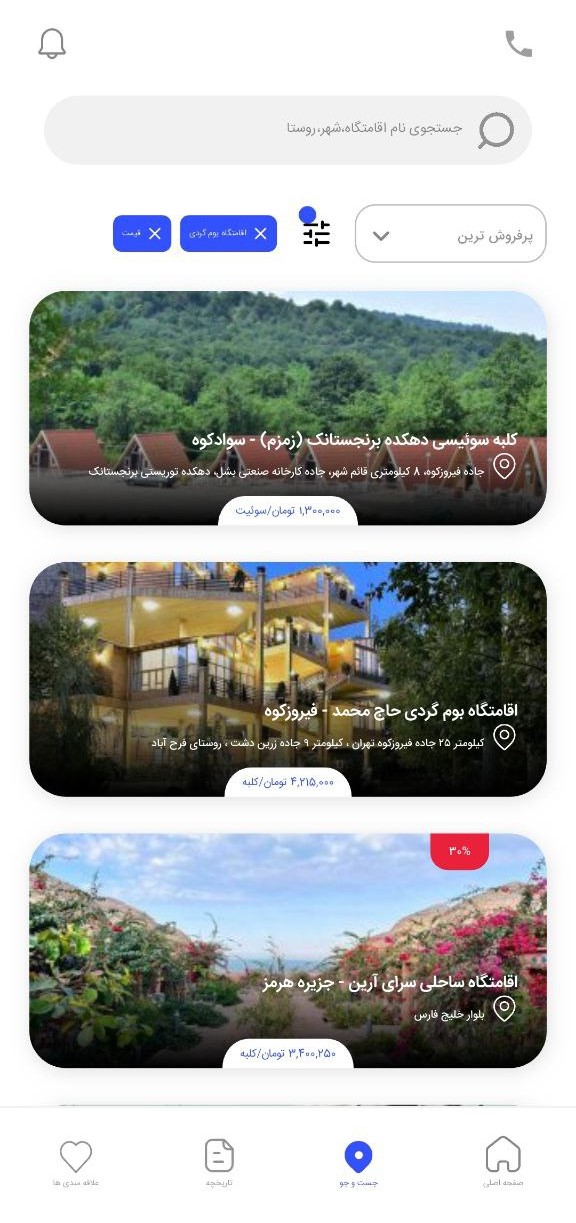 جستجوی نام اقامتگاه،شهر،روستا
پرفروش ترین
اقامتگاه بوم گردی
قیمت
کلبه سوئیسی دهکده برنجستانک (زمزم) - سوادکوه
جاده فیروزکوه، ۸ کیلومتری قائم شهر، جاده کارخانه صنعتی بشل، دهکده توریستی برنجستانک
۱,۳۰۰,۰۰۰ تومان/سوئیت
اقامتگاه بوم گردی حاج محمد - فیروزکوه
کیلومتر ۲۵ جاده فیروزکوه تهران ، کیلومتر ۹ جاده زرین دشت ، روستای فرح آباد
۴,۲۱۵,۰۰۰ تومان/کلبه
۳۰%
اقامتگاه ساحلی سرای آرین - جزیره هرمز
بلوار خلیج فارس
۳,۴۰۰,۲۵۰ تومان/کلبه
صفحه اصلی
جست و جو
تاریخچه
علاقه مندی ها